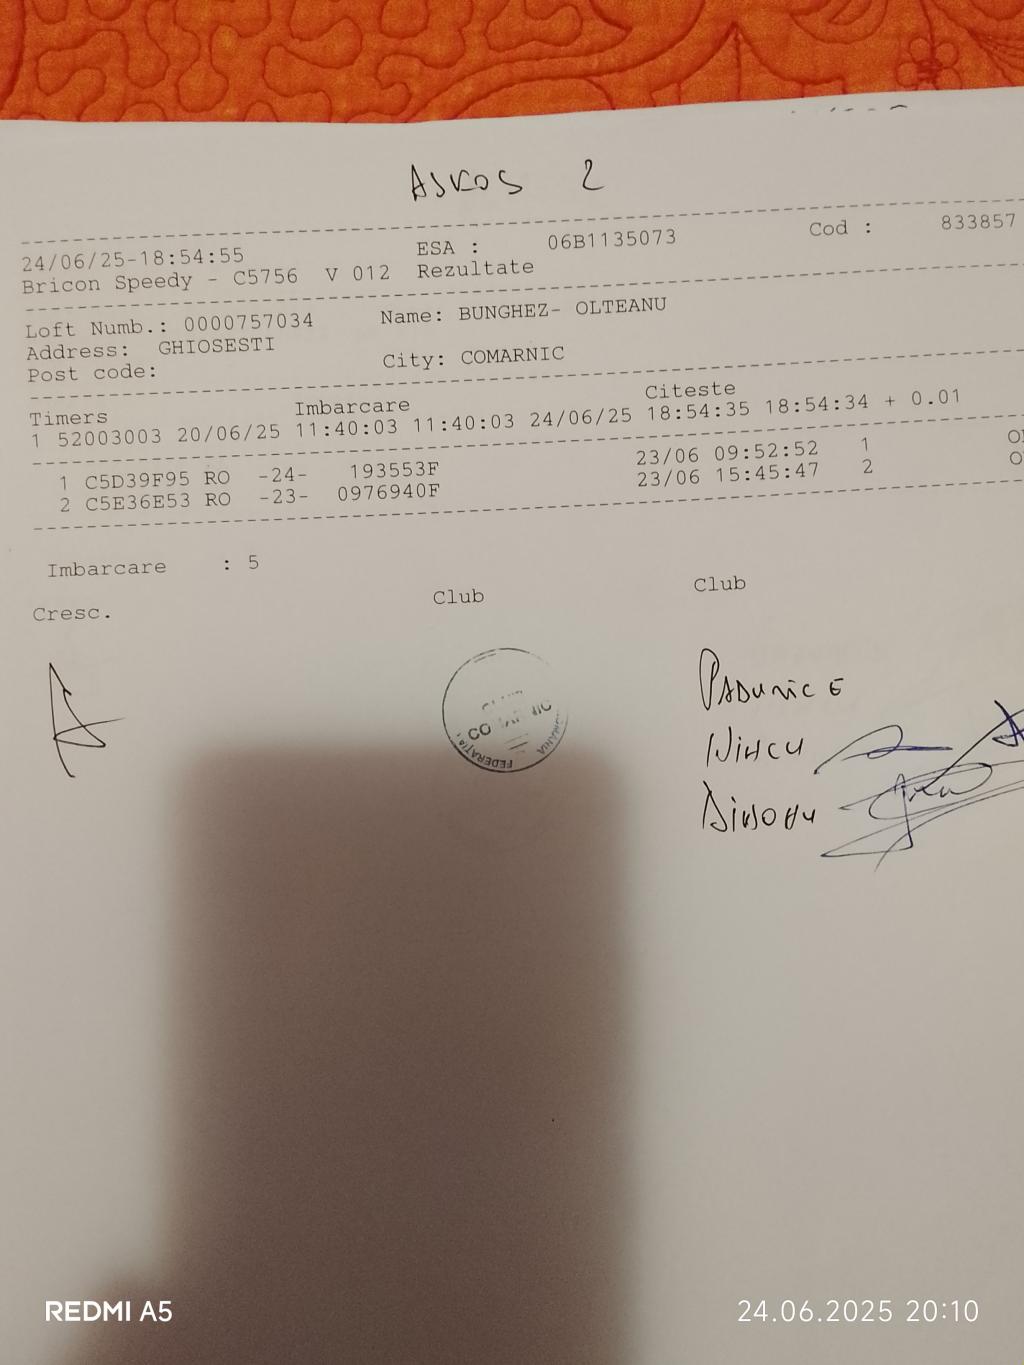 ASKOS 2
24/06/25-18:54:55 ESA : 06B1135073 Cod : 833857
Bricon Speedy - C5756 V 012 Rezultate
Loft Numb.: 0000757034 Name: BUNGHEZ- OLTEANU
Address: GHIOSESTI
Post code: City: COMARNIC
Timers Imbarcare Citeste
1 52003003 20/06/25 11:40:03 11:40:03 24/06/25 18:54:35 18:54:34 + 0.01
1 C5D39F95 RO -24- 193553F 23/06 09:52:52 1
2 C5E36E53 RO -23- 0976940F 23/06 15:45:47 2
Imbarcare : 5
Cresc. Club Club
FEDERATIA
REDMI A5 24.06.2025 20:10